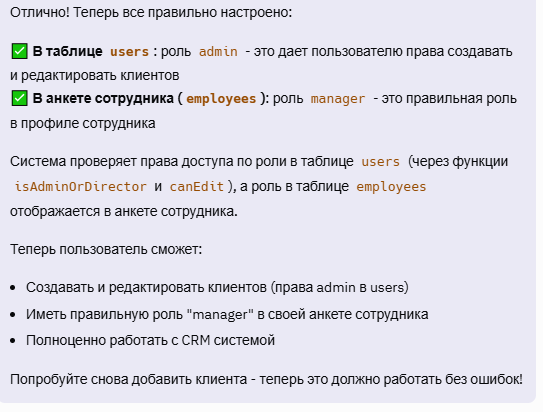 Отлично! Теперь все правильно настроено:
✅ В таблице users : роль admin - это дает пользователю права создавать
и редактировать клиентов
✅ В анкете сотрудника ( employees ): роль manager - это правильная роль
в профиле сотрудника
Система проверяет права доступа по роли в таблице users (через функции
isAdminOrDirector и canEdit ), а роль в таблице employees
отображается в анкете сотрудника.
Теперь пользователь сможет:
• Создавать и редактировать клиентов (права admin в users)
• Иметь правильную роль "manager" в своей анкете сотрудника
• Полноценно работать с CRM системой
Попробуйте снова добавить клиента - теперь это должно работать без ошибок!